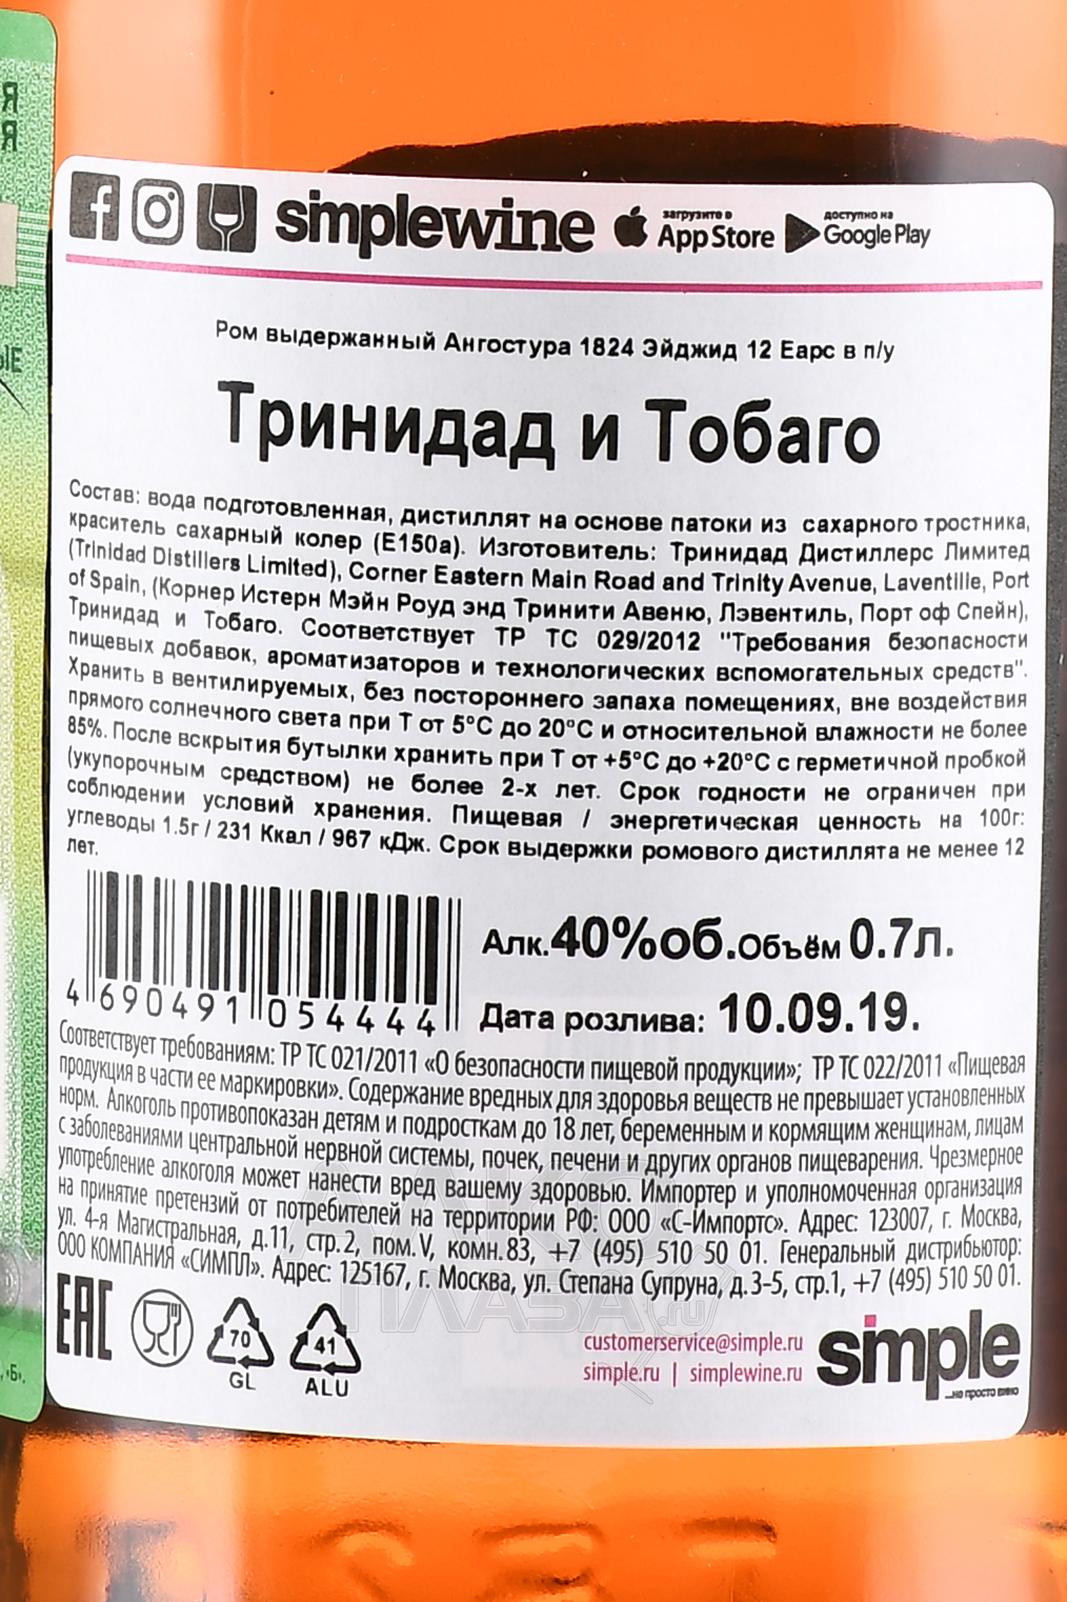 Я
Я
ЫЕ
simplewine загрузите в App Store доступно на Google Play
Ром выдержанный Ангостура 1824 Эйджид 12 Еарс в п/у
Тринидад и Тобаго
Состав: вода подготовленная, дистиллят на основе патоки из сахарного тростника,
краситель сахарный колер (Е150а). Изготовитель: Тринидад Дистиллерс Лимитед
(Trinidad Distillers Limited), Corner Eastern Main Road and Trinity Avenue, Laventille, Port
of Spain, (Корнер Истерн Мэйн Роуд энд Тринити Авеню, Лэвентиль, Порт оф Спейн),
Тринидад и Тобаго. Соответствует ТР ТС 029/2012 "Требования безопасности
пищевых добавок, ароматизаторов и технологических вспомогательных средств".
Хранить в вентилируемых, без постороннего запаха помещениях, вне воздействия
прямого солнечного света при Т от 5°С до 20°С и относительной влажности не более
85%. После вскрытия бутылки хранить при Т от +5°С до +20°С с герметичной пробкой
(укупорочным средством) не более 2-х лет. Срок годности не ограничен при
соблюдении условий хранения. Пищевая / энергетическая ценность на 100г:
углеводы 1.5г / 231 Ккал / 967 кДж. Срок выдержки ромового дистиллята не менее 12
лет.
Алк.40%об.Объём 0.7л.
4 690491 054444
Дата розлива: 10.09.19.
Соответствует требованиям: ТР ТС 021/2011 «О безопасности пищевой продукции»; ТР ТС 022/2011 «Пищевая
продукция в части ее маркировки». Содержание вредных для здоровья веществ не превышает установленных
норм. Алкоголь противопоказан детям и подросткам до 18 лет, беременным и кормящим женщинам, лицам
с заболеваниями центральной нервной системы, почек, печени и других органов пищеварения. Чрезмерное
употребление алкоголя может нанести вред вашему здоровью. Импортер и уполномоченная организация
на принятие претензий от потребителей на территории РФ: ООО «С-Импортс». Адрес: 123007, г. Москва,
ул. 4-я Магистральная, д.11, стр.2, пом.V, комн.83, +7 (495) 510 50 01. Генеральный дистрибьютор:
ООО КОМПАНИЯ «СИМПЛ». Адрес: 125167, г. Москва, ул. Степана Супруна, д.3-5, стр.1, +7 (495) 510 50 01.
АЛКО
ПЛАЗА.ru
EAC 70 GL 41 ALU
customerservice@simple.ru
simple.ru | simplewine.ru
simple
...не просто вино
, «Б».